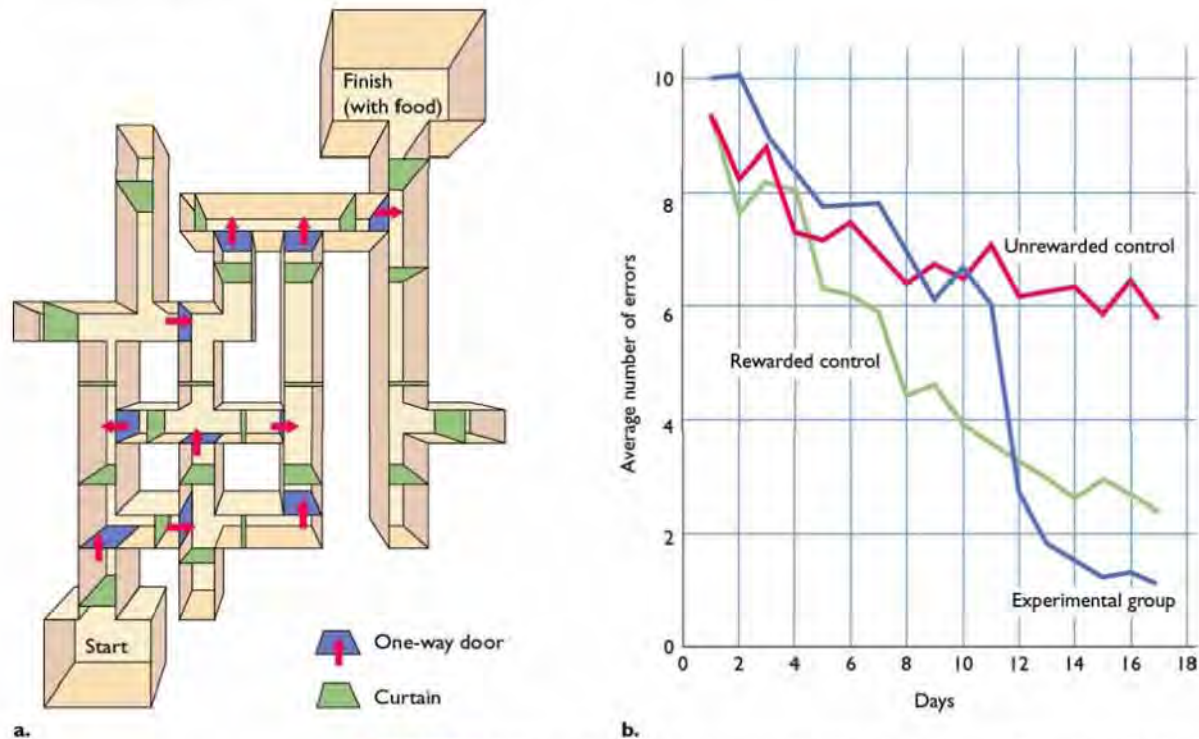 Finish
(with food)
Start
One-way door
Curtain
a.
10
8
6
4
2
0
Average number of errors
Unrewarded control
Rewarded control
Experimental group
0 2 4 6 8 10 12 14 16 18
Days
b.